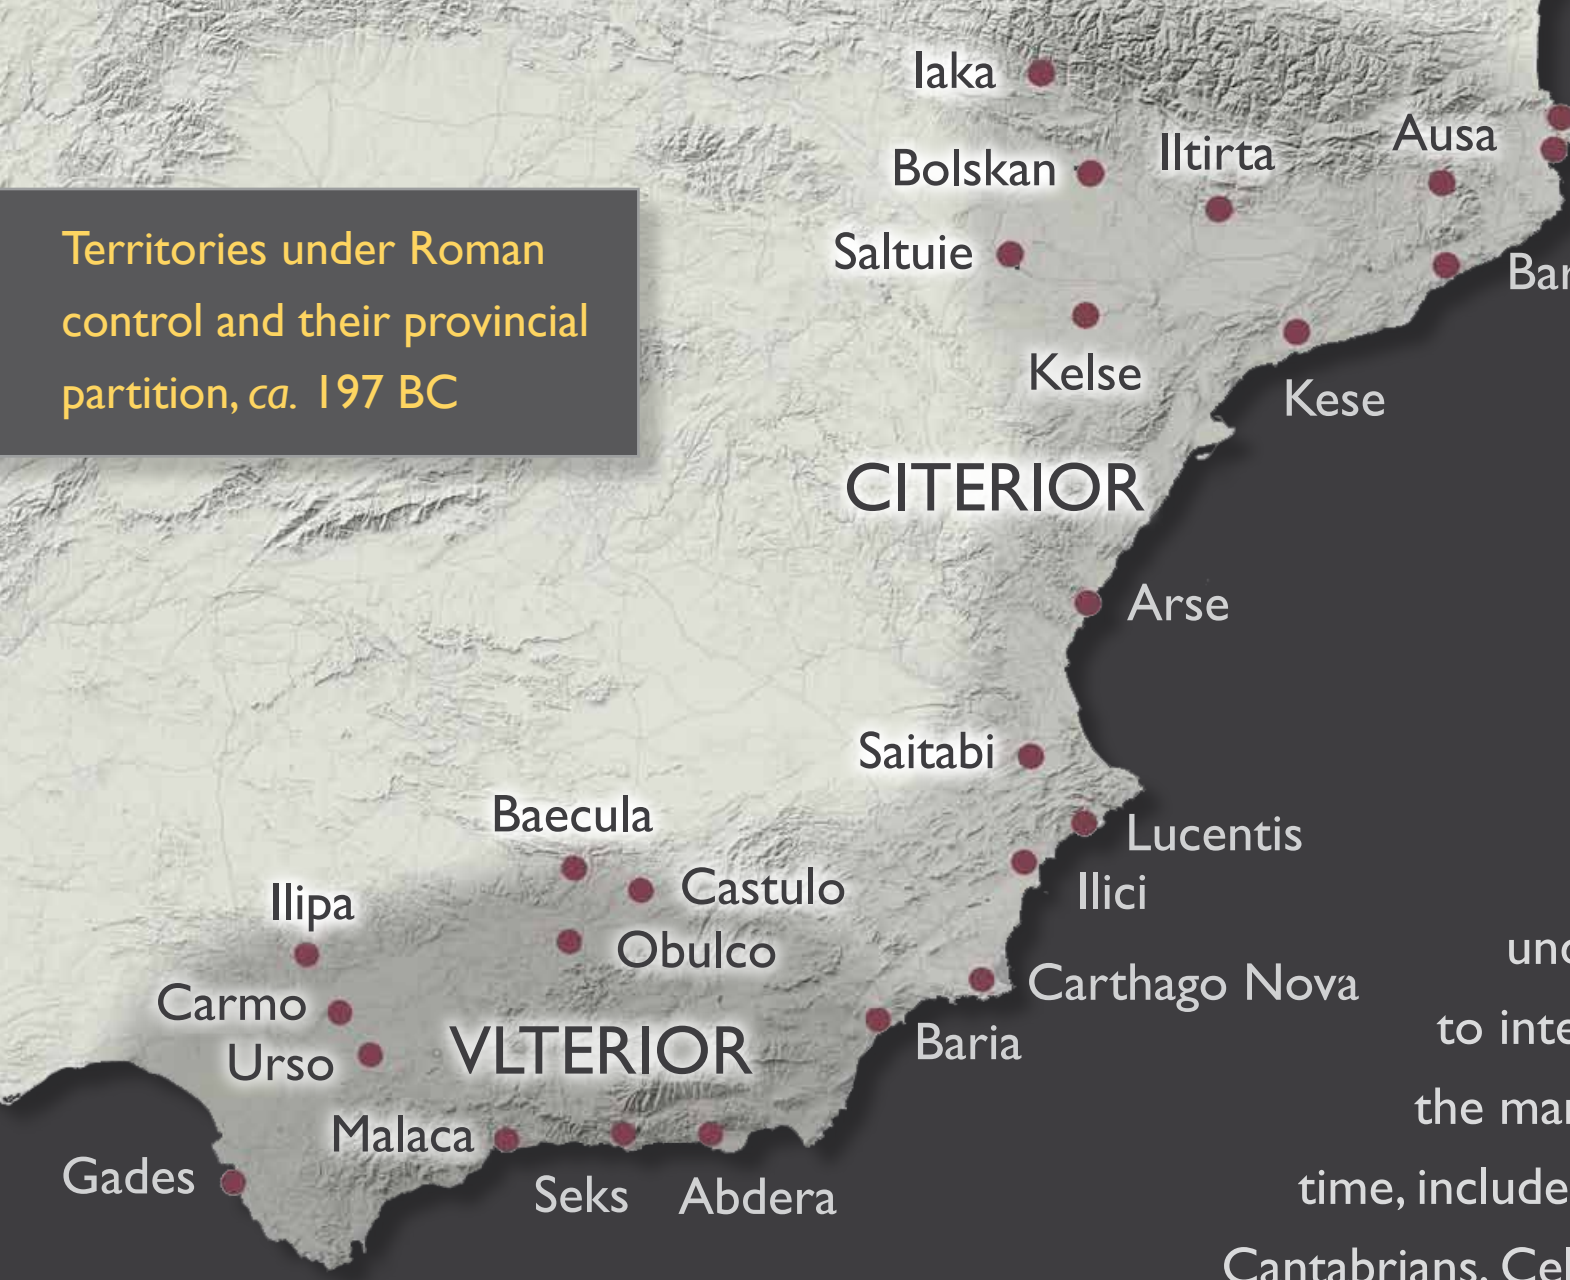 Iaka
Ausa
Iltirta
Bolskan
Saltuie
Territories under Roman
control and their provincial
partition, ca. 197 BC
Kelse
Kese
CITERIOR
Arse
Saitabi
Baecula
Lucentis
Castulo
Ilici
Ilipa
Obulco
Carthago Nova
Carmo
to
Baria
VLTERIOR
Urso
the
Malaca
Gades
time, include
Seks
Abdera
Cantabrians,